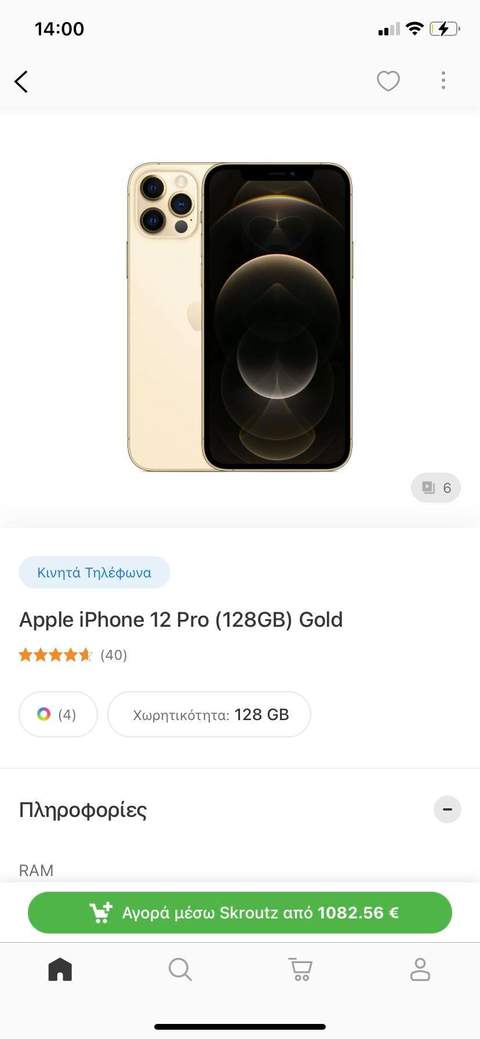 14:00
6
Κινητά Τηλέφωνα
Apple iPhone 12 Pro (128GB) Gold
(40)
(4)
Χωρητικότητα: 128 GB
Πληροφορίες
RAM
Αγορά μέσω Skroutz από 1082.56 €